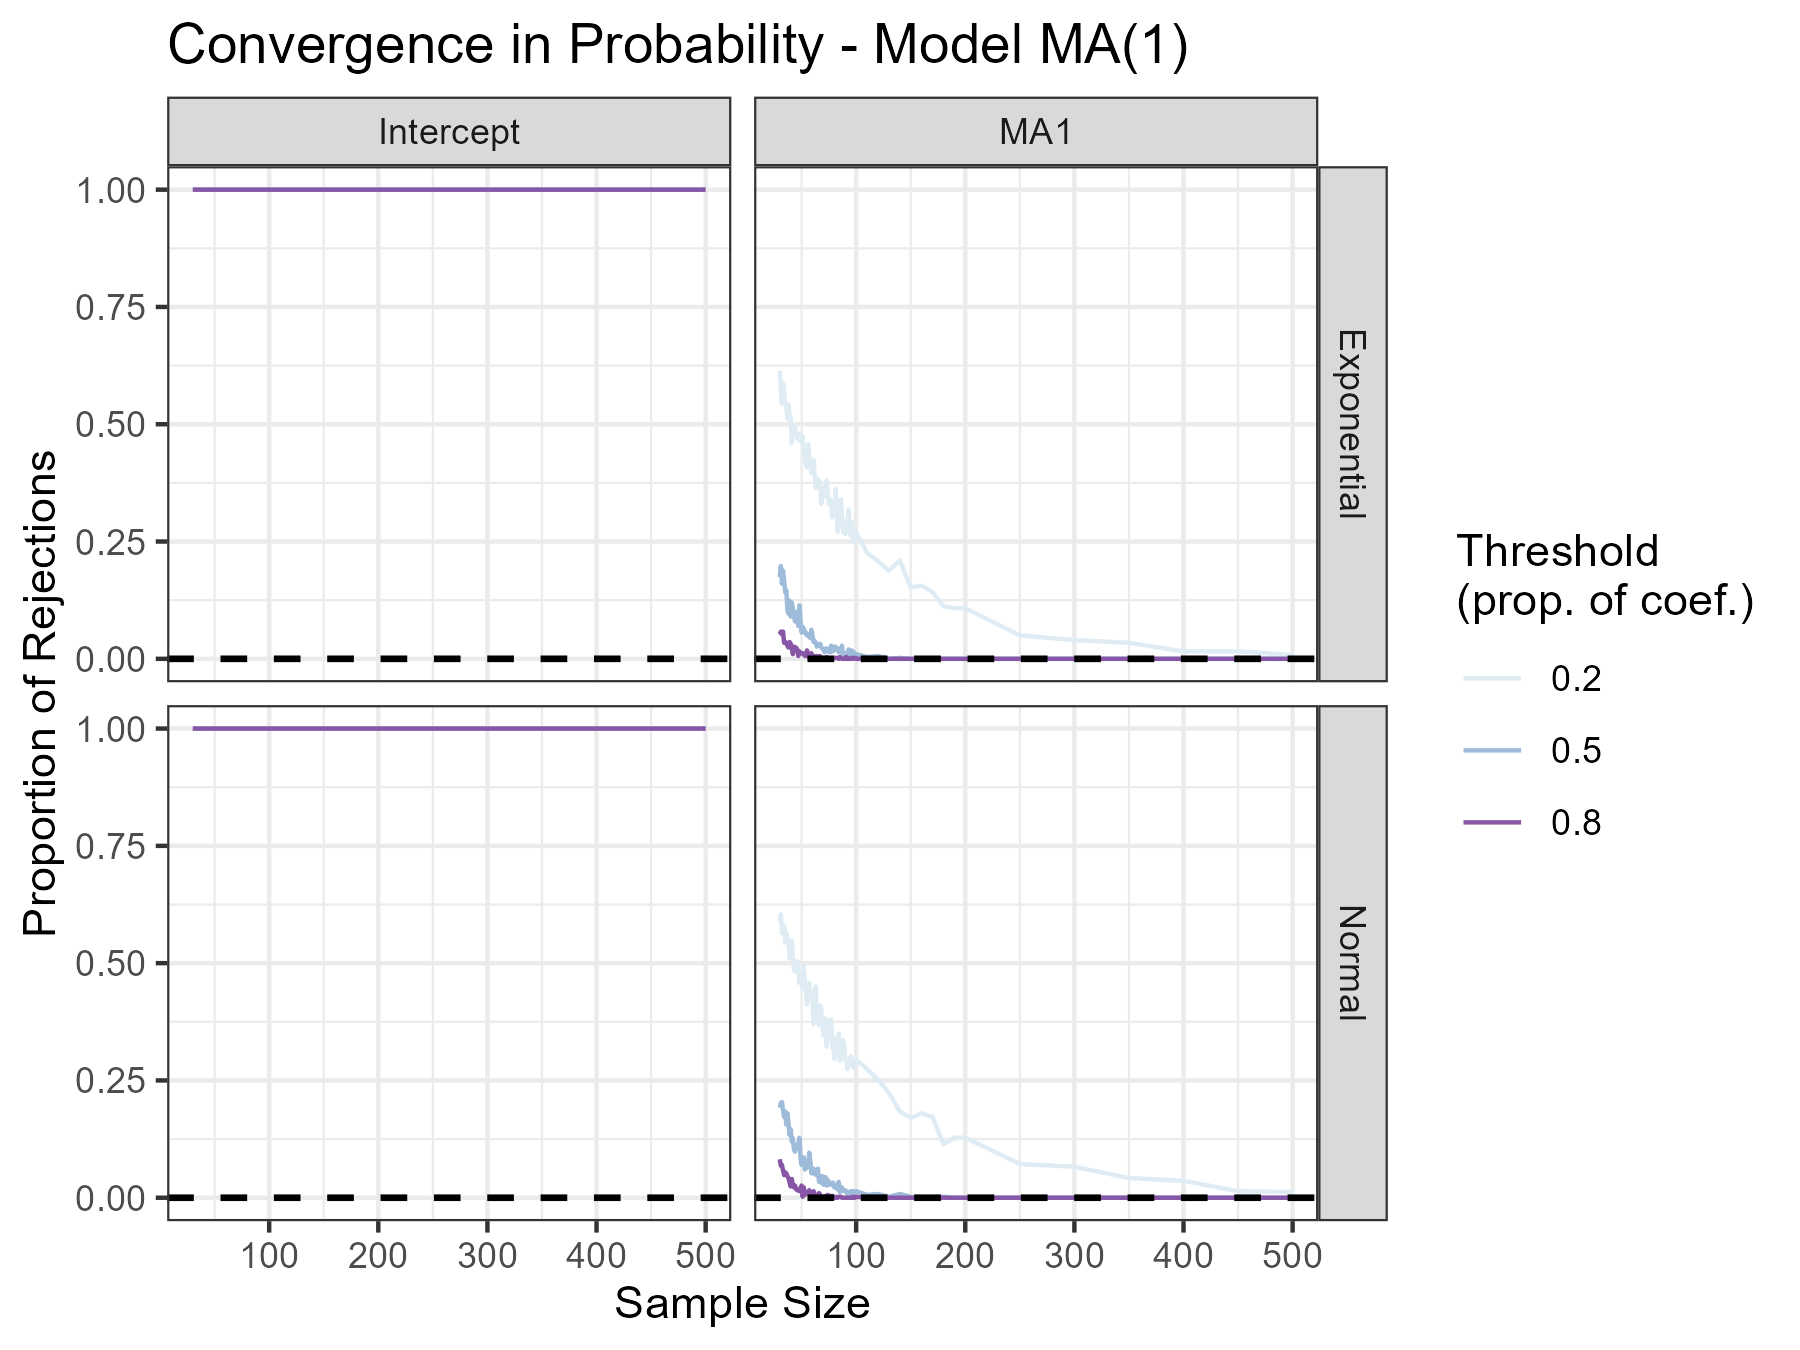 Convergence in Probability - Model MA(1)
Intercept
MA1
1.00
0.75
0.50
0.25
0.00
Exponential
1.00
0.75
0.50
0.25
0.00
Normal
Proportion of Rejections
100 200 300 400 500
100 200 300 400 500
Sample Size
Threshold
(prop. of coef.)
0.2
0.5
0.8